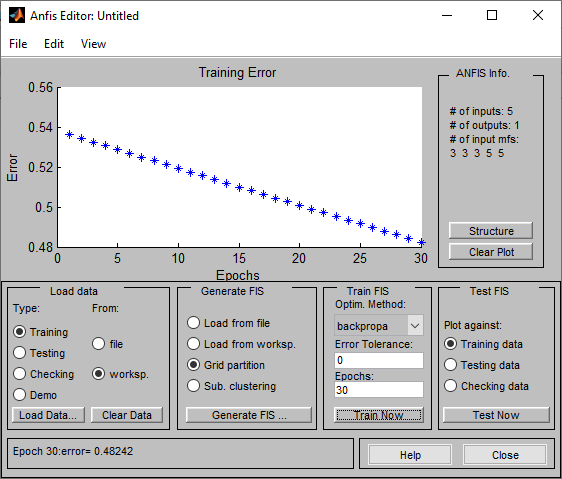 Anfis Editor: Untitled
File Edit View
Training Error
0.56
0.54
0.52
0.5
0.48
Error
0 5 10 15 20 25 30
Epochs
ANFIS Info.
# of inputs: 5
# of outputs: 1
# of input mfs:
3 3 3 5 5
Structure
Clear Plot
Load data
Type: From:
Training
Testing
Checking
Demo
file
worksp.
Load Data...
Clear Data
Generate FIS
Load from file
Load from worksp.
Grid partition
Sub. clustering
Generate FIS ...
Train FIS
Optim. Method:
backpropa
Error Tolerance:
0
Epochs:
30
Train Now
Test FIS
Plot against:
Training data
Testing data
Checking data
Test Now
Epoch 30:error= 0.48242
Help
Close